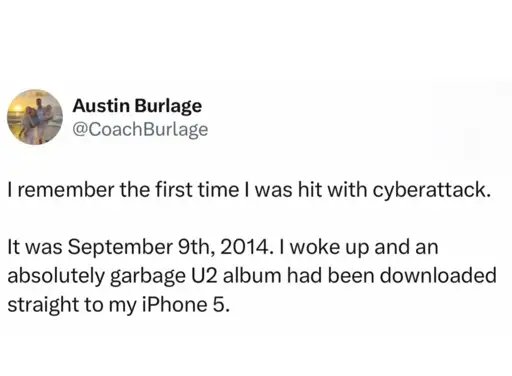 Austin Burlage
@CoachBurlage
I remember the first time I was hit with cyberattack.
It was September 9th, 2014. I woke up and an
absolutely garbage U2 album had been downloaded
straight to my iPhone 5.